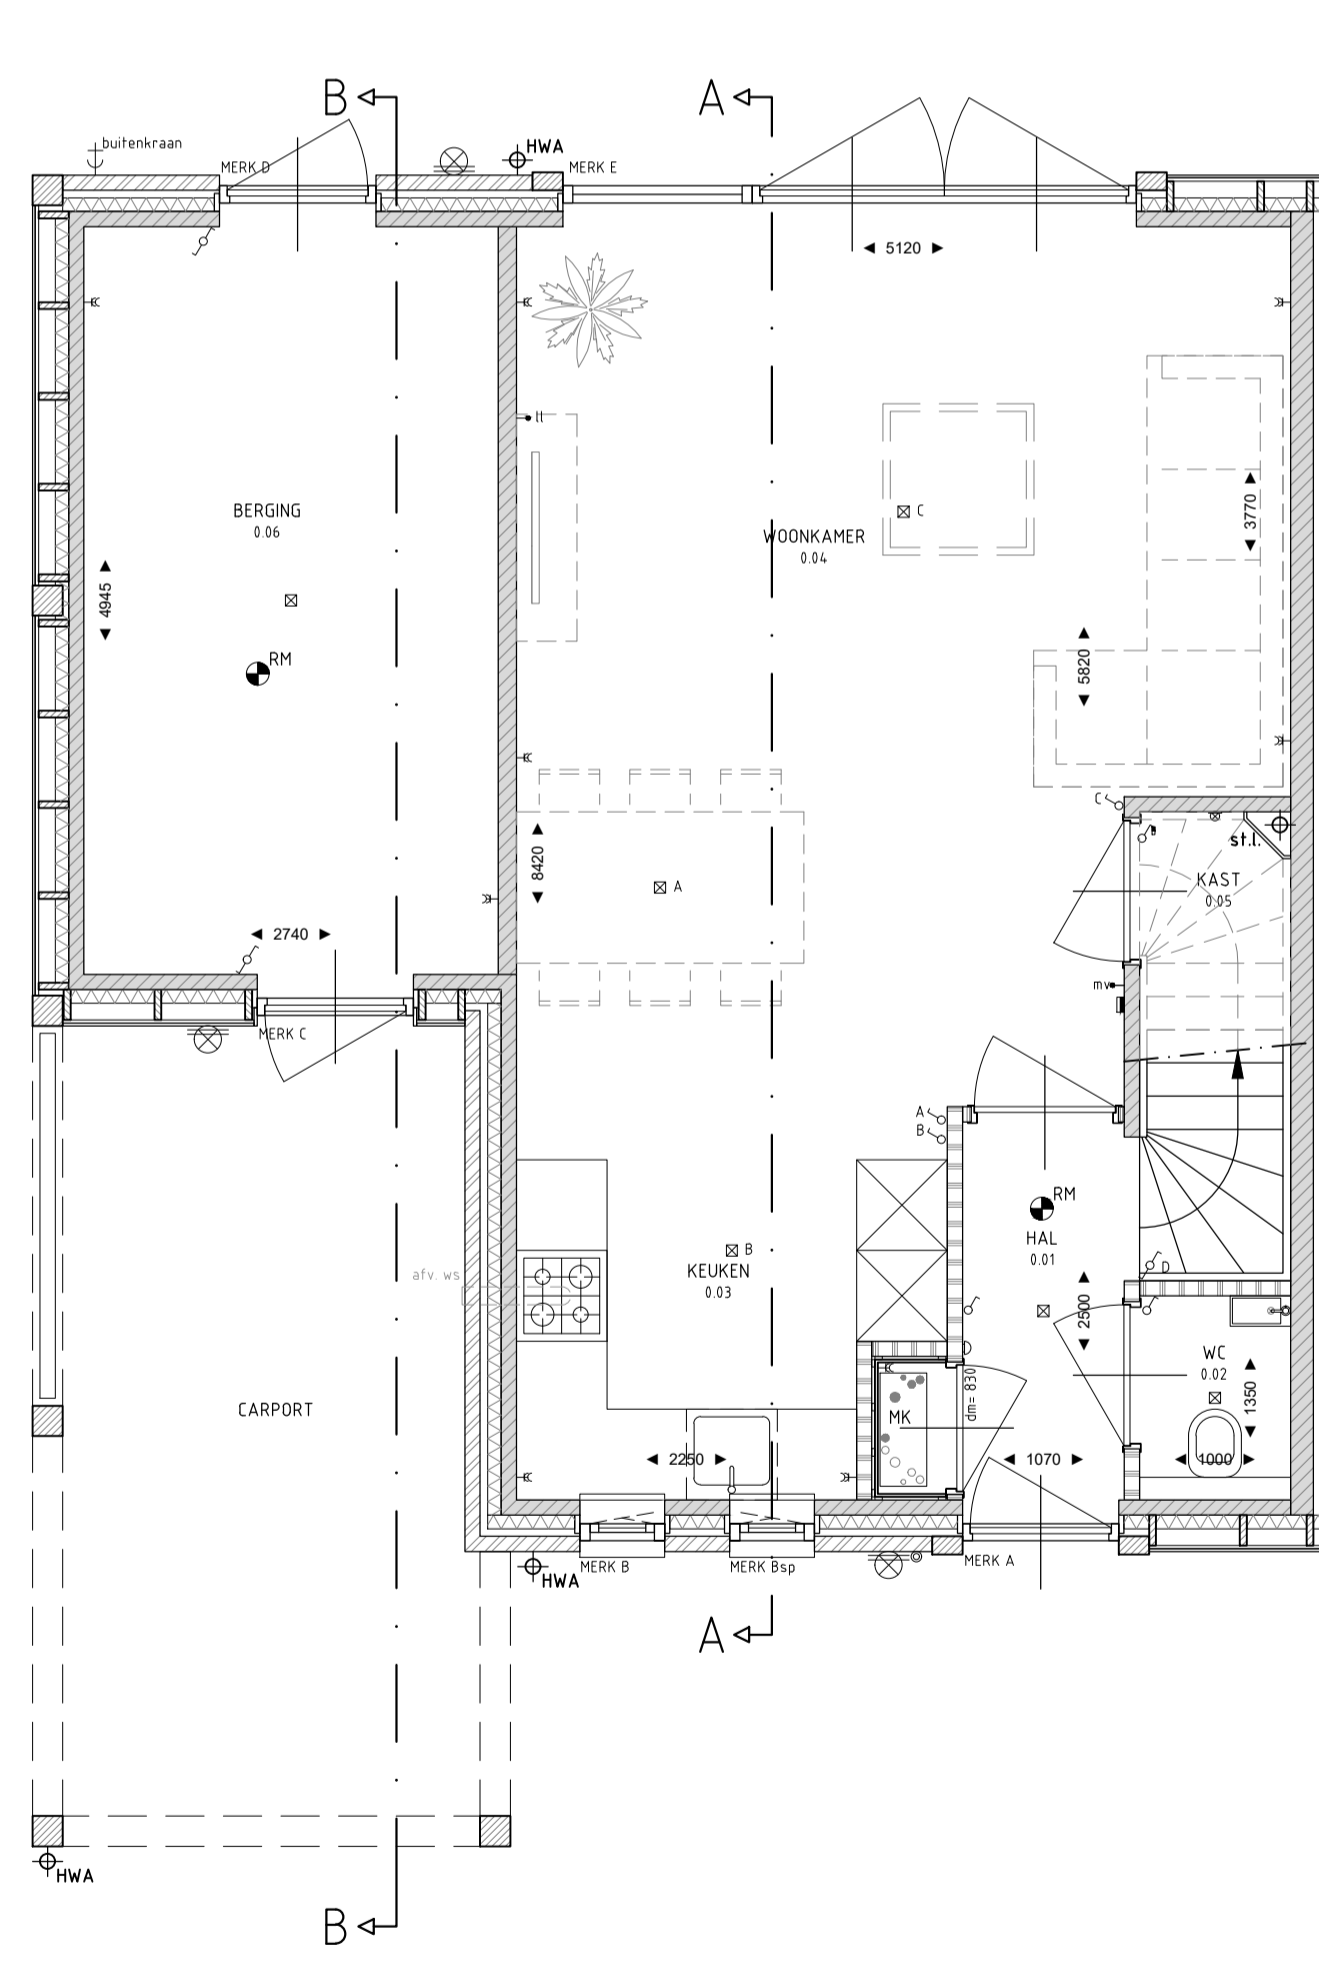 B
A
buitenkraan
MERK D
HWA
MERK E
5120
ll
BERGING
0.06
C
WOONKAMER
0.04
3770
4945
5820
RM
C
8420
A
st.l.
KAST
0.05
2740
mv
MERK C
A
B
RM
HAL
0.01
B
KEUKEN
0.03
D
afv. ws
2500
WC
0.02
dm= 830
1350
CARPORT
MK
2250
1070
1000
MERK B
MERK Bsp
MERK A
HWA
A
HWA
B